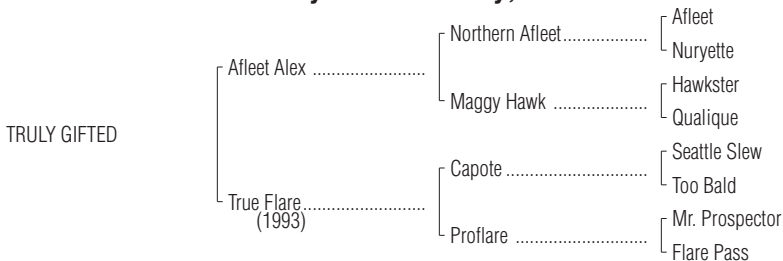 Afleet
Northern Afleet..................
Nuryette
Afleet Alex ........................
Hawkster
Maggy Hawk ....................
Qualique
TRULY GIFTED
Seattle Slew
Capote ..............................
Too Bald
True Flare..........................
(1993)
Mr. Prospector
Proflare ............................
Flare Pass